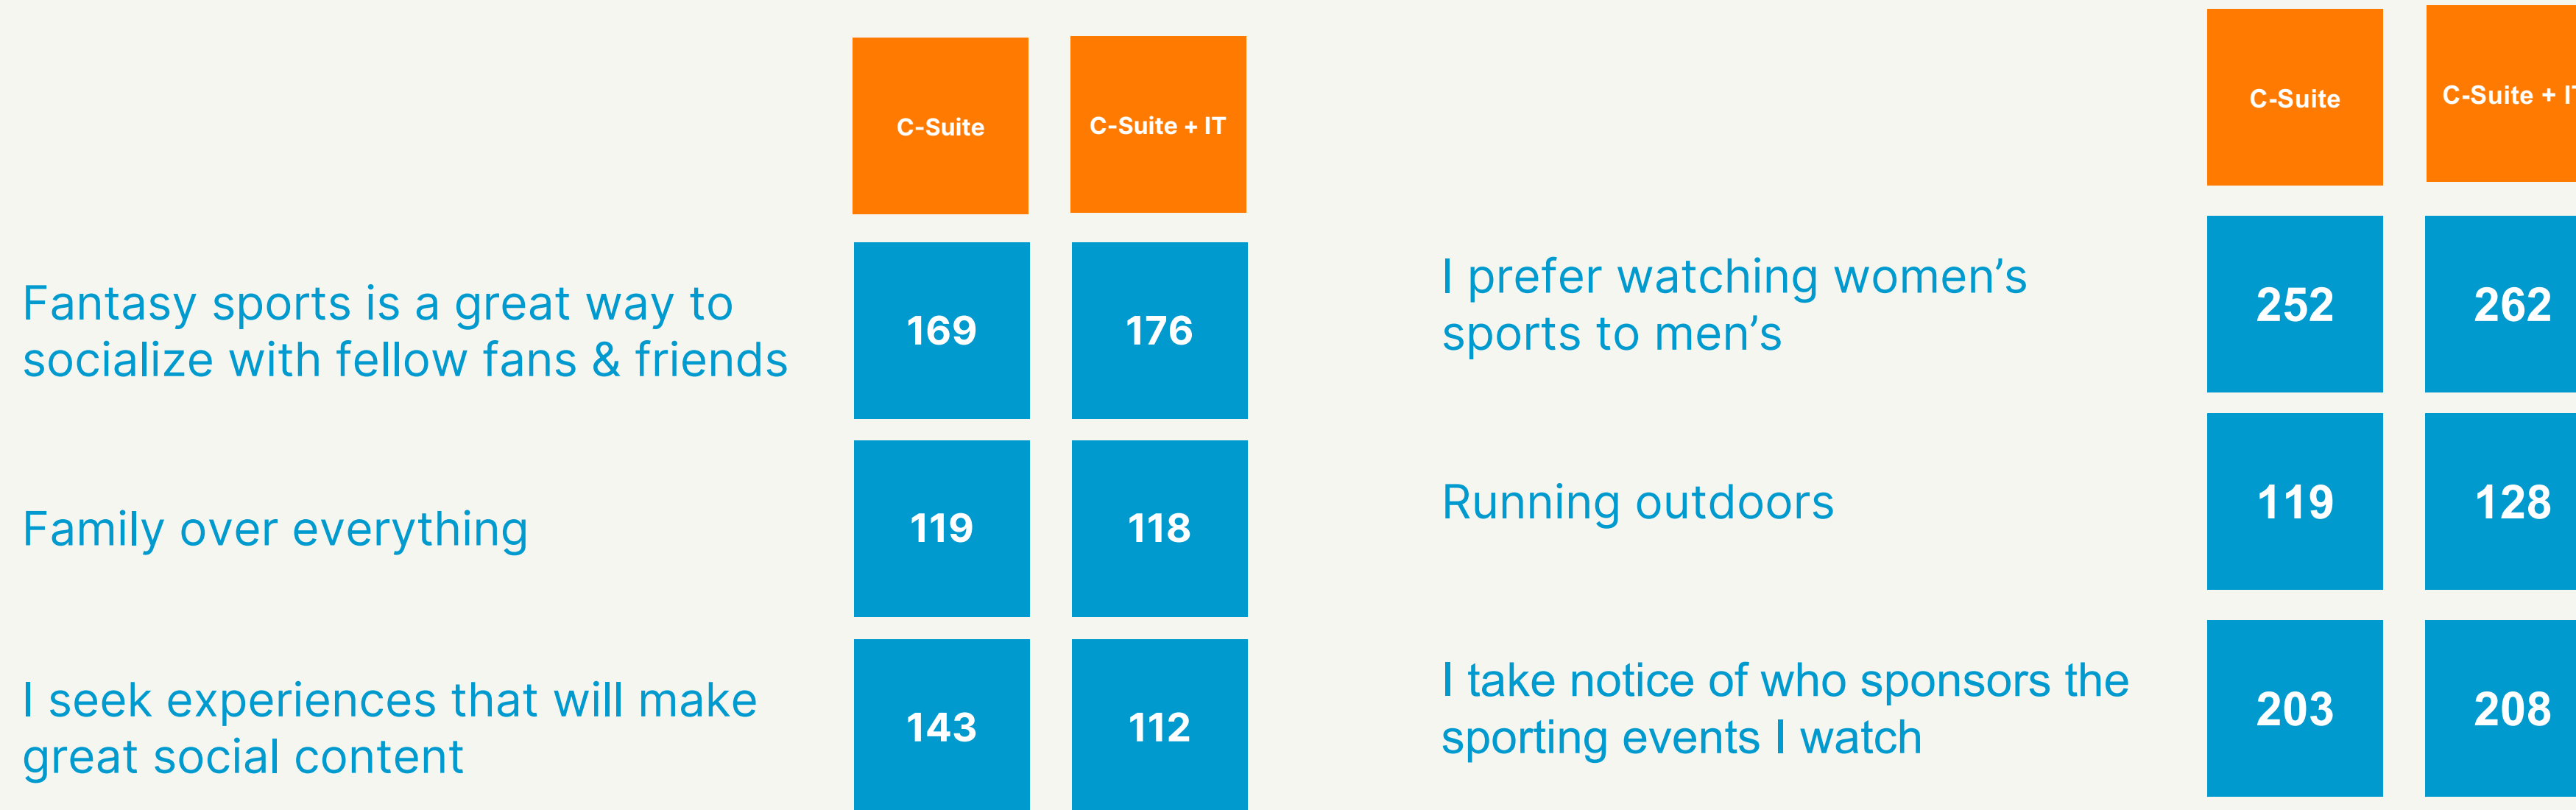 C-Suite
C-Suite + IT
Fantasy sports is a great way to
socialize with fellow fans & friends
169
176
Family over everything
119
118
I seek experiences that will make
great social content
143
112
C-Suite
C-Suite + IT
I prefer watching women’s
sports to men’s
252
262
Running outdoors
119
128
I take notice of who sponsors the
sporting events I watch
203
208